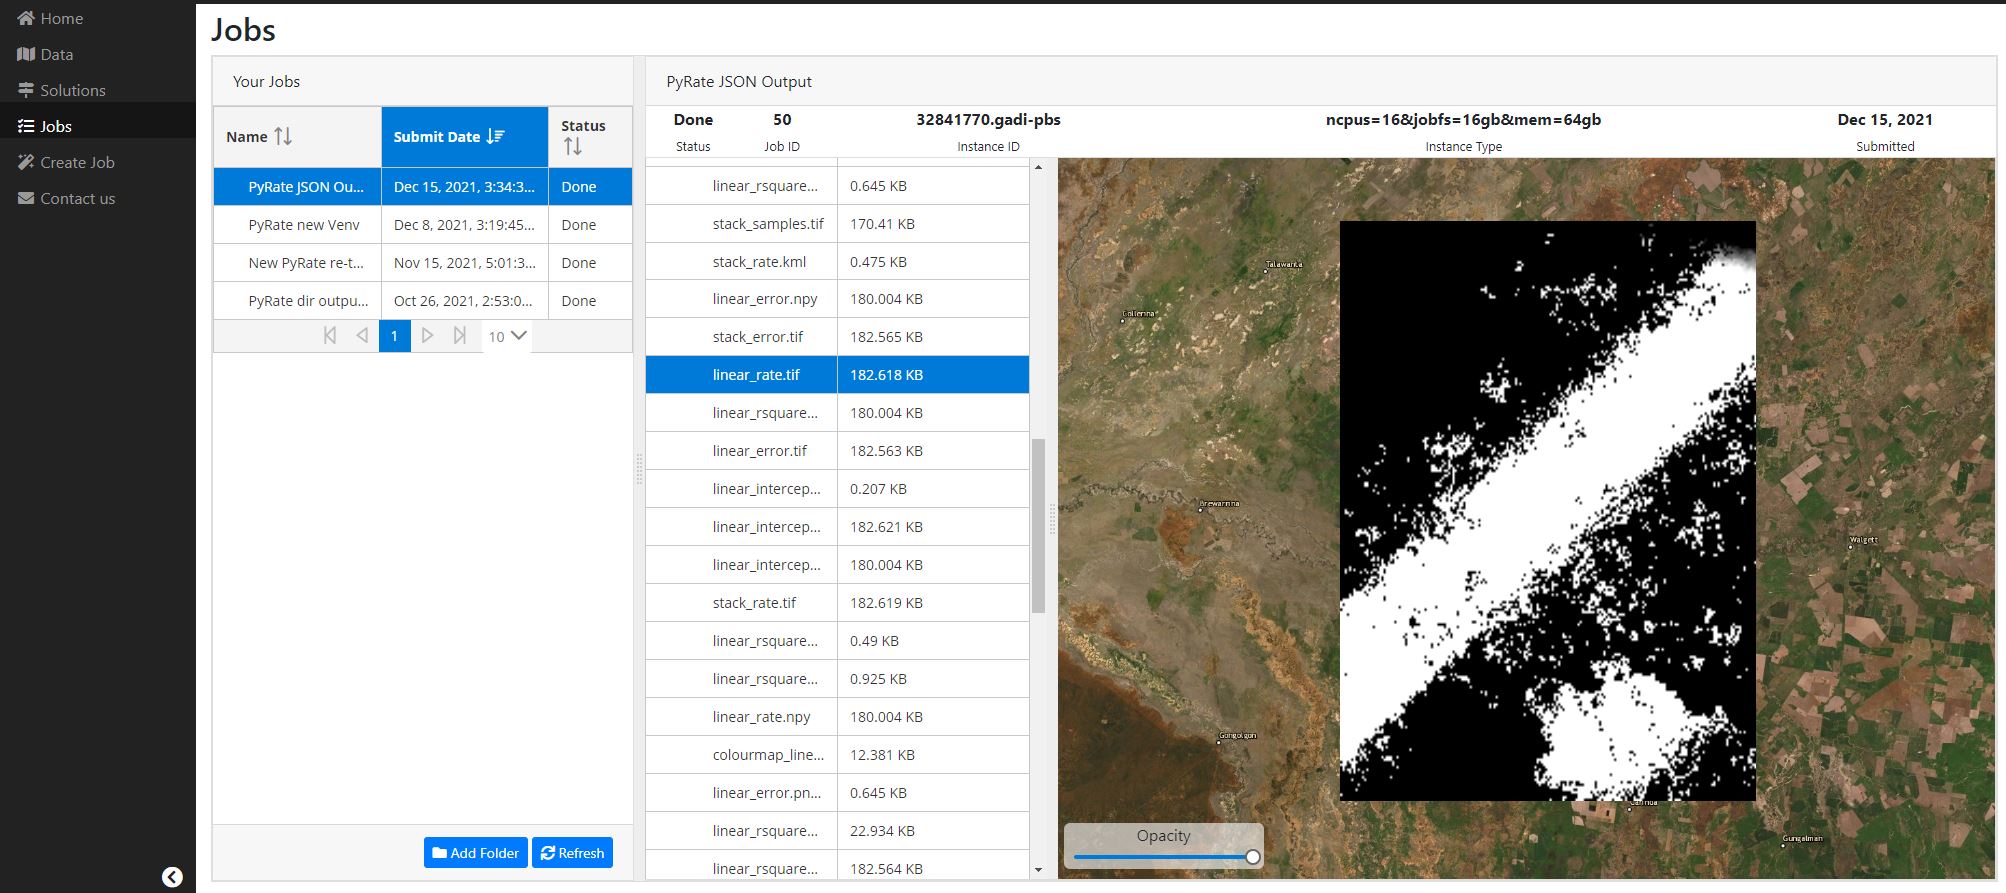 Home
Data
Solutions
Jobs
Create Job
Contact us
Jobs
Your Jobs
Name
Submit Date
Status
PyRate JSON Ou...
Dec 15, 2021, 3:34:3...
Done
PyRate new Venv
Dec 8, 2021, 3:19:45...
Done
New PyRate re-t...
Nov 15, 2021, 5:01:3...
Done
PyRate dir outpu...
Oct 26, 2021, 2:53:0...
Done
1
10
Add Folder
Refresh
PyRate JSON Output
Done
50
32841770.gadi-pbs
ncpus=16&jobfs=16gb&mem=64gb
Dec 15, 2021
Status
Job ID
Instance ID
Instance Type
Submitted
linear_rsquare...
0.645 KB
stack_samples.tif
170.41 KB
stack_rate.kml
0.475 KB
linear_error.npy
180.004 KB
stack_error.tif
182.565 KB
linear_rate.tif
182.618 KB
linear_rsquare...
180.004 KB
linear_error.tif
182.563 KB
linear_intercep...
0.207 KB
linear_intercep...
182.621 KB
linear_intercep...
180.004 KB
stack_rate.tif
182.619 KB
linear_rsquare...
0.49 KB
linear_rsquare...
0.925 KB
linear_rate.npy
180.004 KB
colourmap_line...
12.381 KB
linear_error.pn...
0.645 KB
linear_rsquare...
22.934 KB
linear_rsquare...
182.564 KB
Talawanta
Collerina
Brewarrina
Walgett
Gongolgon
Carinda
Gungalman
Opacity